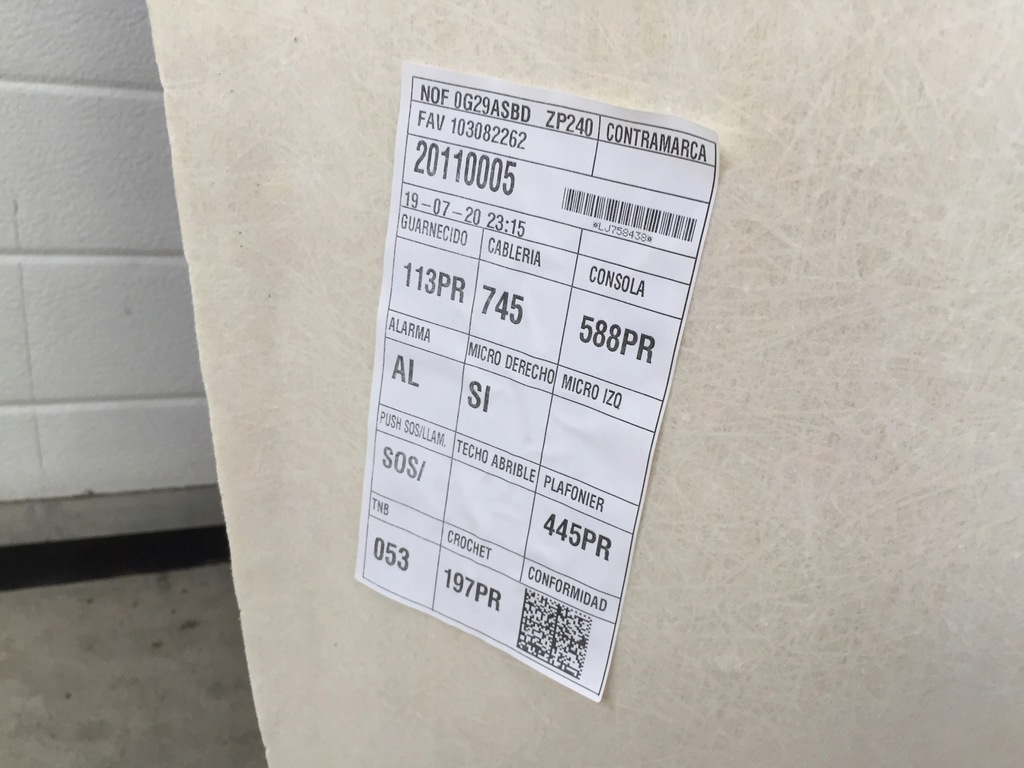 NOF 0G29ASBD ZP240 CONTRAMARCA
FAV 103082262
20110005
*LJ758438*
19-07-20 23:15
GUARNECIDO CABLERIA CONSOLA
113PR 745 588PR
ALARMA MICRO DERECHO MICRO IZQ
AL SI
PUSH SOS/LLAM. TECHO ABRIBLE PLAFONIER
SOS/ 445PR
TNB CROCHET CONFORMIDAD
053 197PR